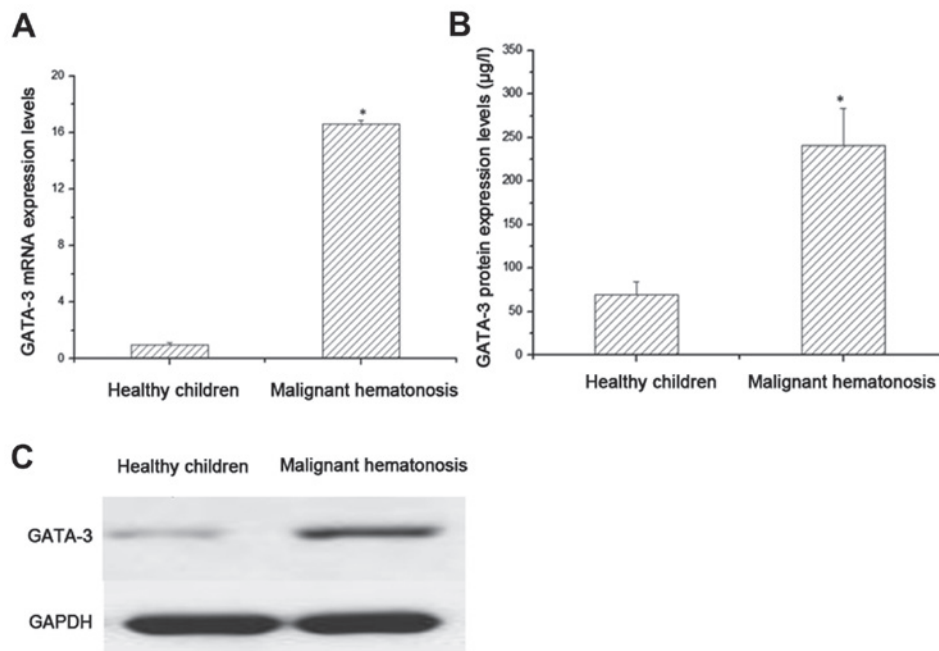 A
GATA-3 mRNA expression levels
20
16
12
8
4
0
*
Healthy children
Malignant hematonosis
B
GATA-3 protein expression levels (µg/l)
350
300
250
200
150
100
50
0
*
Healthy children
Malignant hematonosis
C
Healthy children
Malignant hematonosis
GATA-3
GAPDH